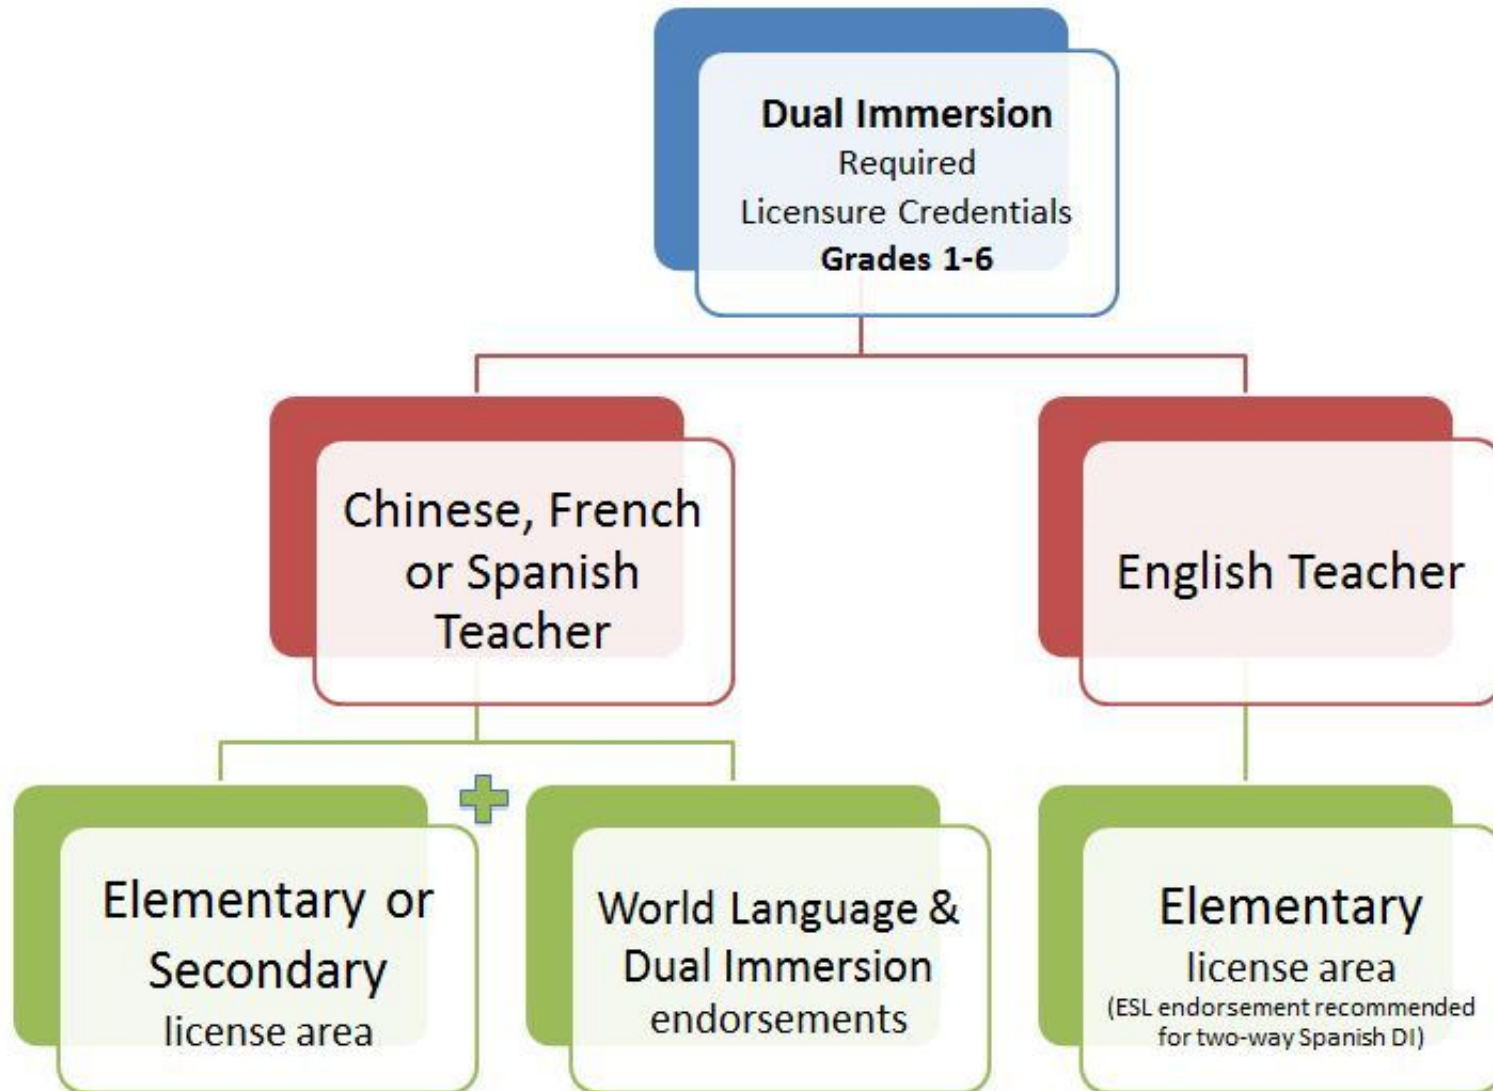 Dual Immersion
Required
Licensure Credentials
Grades 1-6
Chinese, French
or Spanish
Teacher
English Teacher
Elementary or
Secondary
license area
World Language &
Dual Immersion
endorsements
Elementary
license area
(ESL endorsement recommended
for two-way Spanish DI)